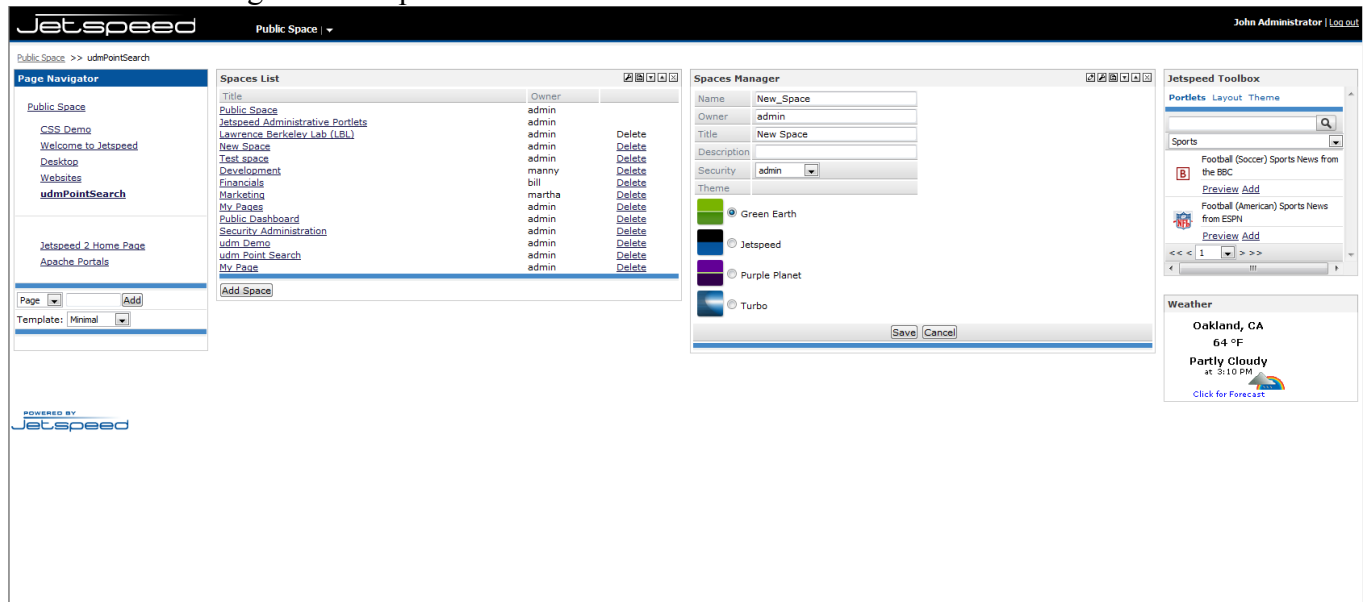 Jetspeed
Public Space |
John Administrator | Log out
Public Space >> udmPointSearch
Page Navigator
Public Space
CSS Demo
Welcome to Jetspeed
Desktop
Websites
udmPointSearch
Jetspeed 2 Home Page
Apache Portals
Page Add
Template: Minimal
POWERED BY
Jetspeed
Spaces List
Title Owner
Public Space admin
Jetspeed Administrative Portlets admin
Lawrence Berkeley Lab (LBL) admin Delete
New Space admin Delete
Test space admin Delete
Development manny Delete
Financials bill Delete
Marketing martha Delete
My Pages admin Delete
Public Dashboard admin Delete
Security Administration admin Delete
udm Demo admin Delete
udm Point Search admin Delete
My Page admin Delete
Add Space
Spaces Manager
Name New_Space
Owner admin
Title New Space
Description
Security admin
Theme
Green Earth
Jetspeed
Purple Planet
Turbo
Save Cancel
Jetspeed Toolbox
Portlets Layout Theme
Sports
Football (Soccer) Sports News from
the BBC
B
Preview Add
Football (American) Sports News
from ESPN
NFL
Preview Add
<< < 1 > >>
Weather
Oakland, CA
64 °F
Partly Cloudy
at 3:10 PM
Click for Forecast